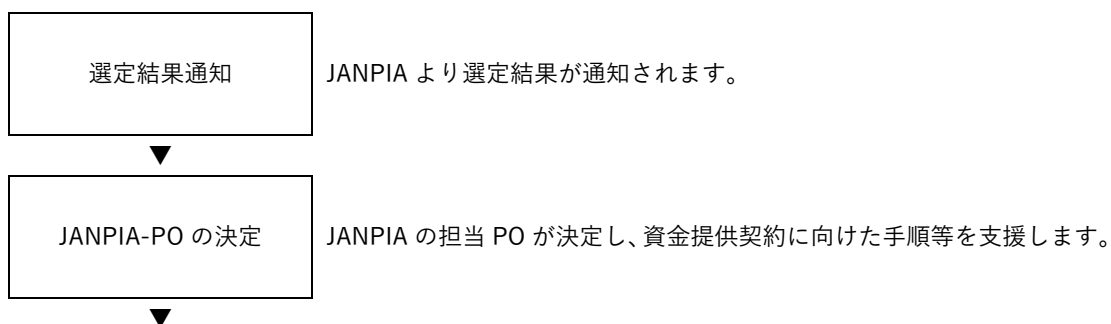 選定結果通知
JANPIA より選定結果が通知されます。
▼
JANPIA-PO の決定
JANPIA の担当 PO が決定し、資金提供契約に向けた手順等を支援します。
▼